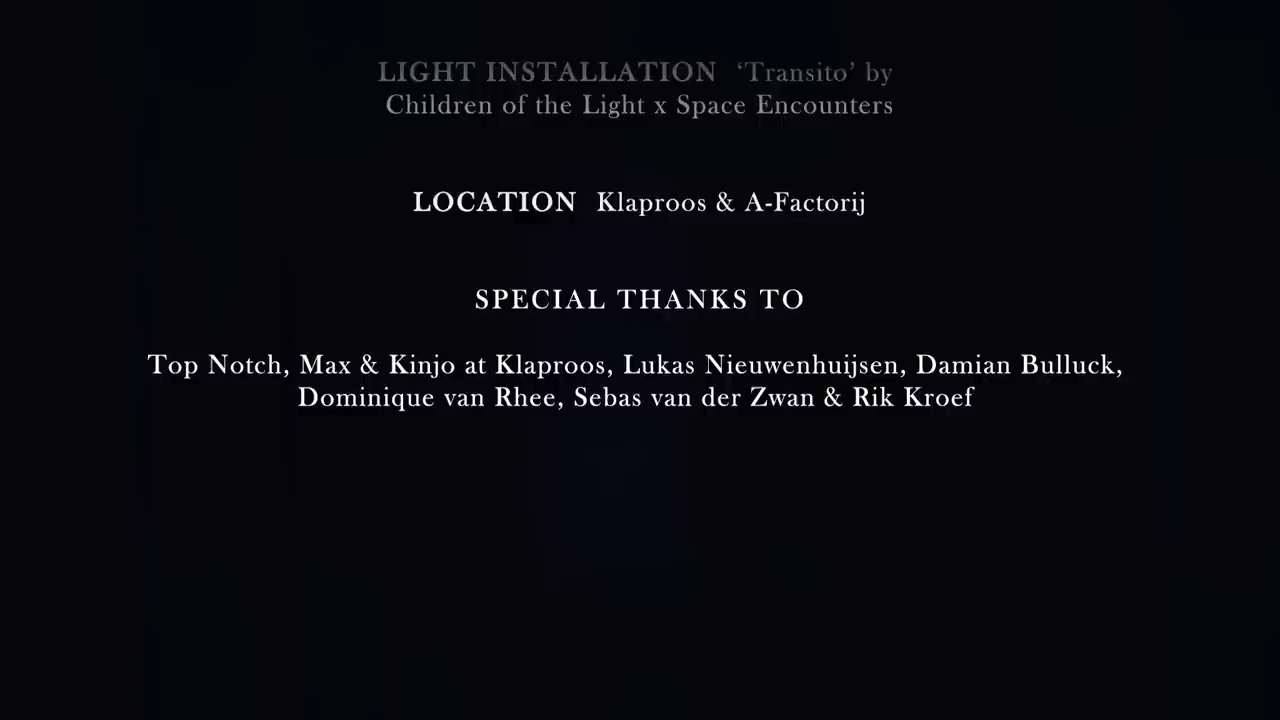 LIGHT INSTALLATION ‘Transito’ by
Children of the Light x Space Encounters
LOCATION Klaproos & A-Factorij
SPECIAL THANKS TO
Top Notch, Max & Kinjo at Klaproos, Lukas Nieuwenhuijsen, Damian Bulluck,
Dominique van Rhee, Sebas van der Zwan & Rik Kroef